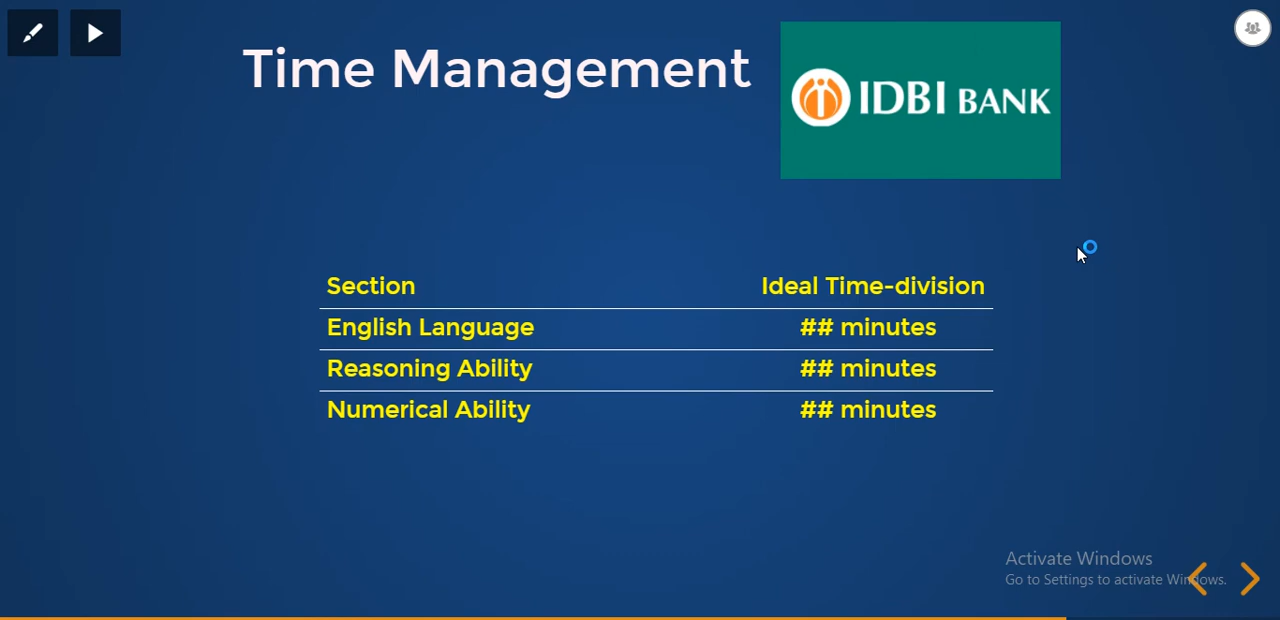 Time Management
IDBI BANK
Section Ideal Time-division
English Language ## minutes
Reasoning Ability ## minutes
Numerical Ability ## minutes
Activate Windows
Go to Settings to activate Windows.